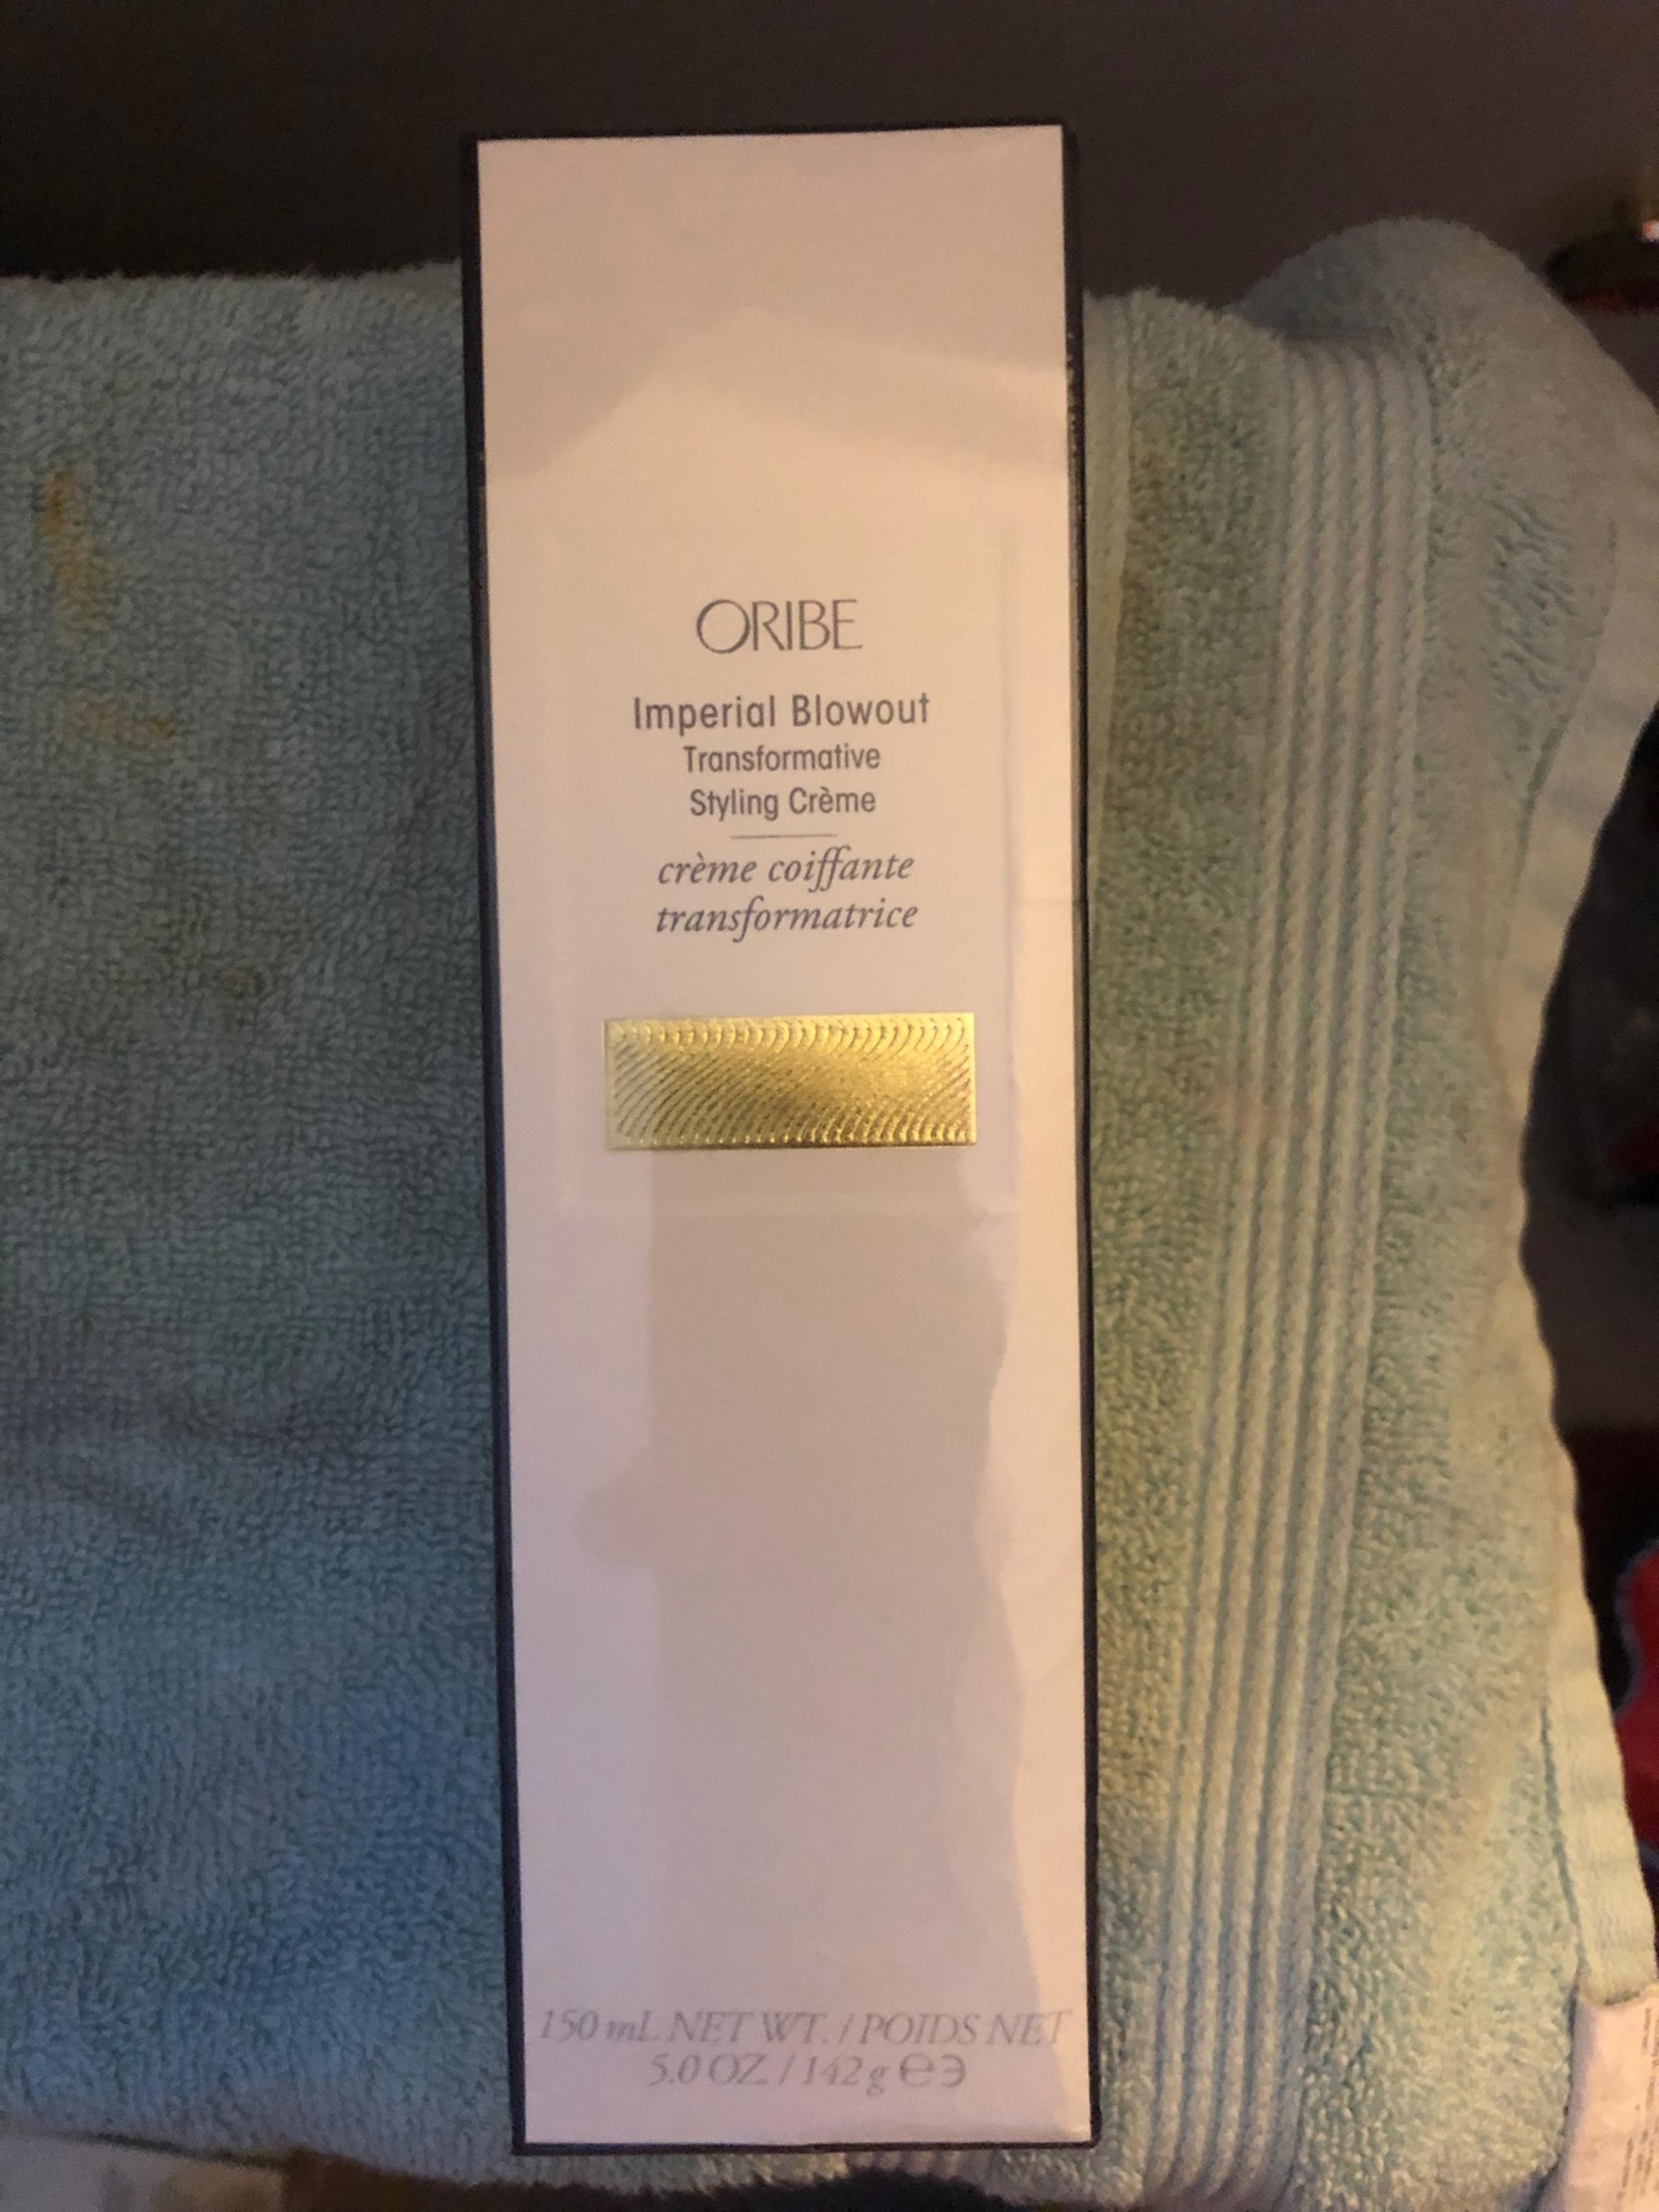 ORIBE
Imperial Blowout
Transformative
Styling Crème
crème coiffante
transformatrice
150 mL NET WT. / POIDS NET
5.0 OZ. / 142 g ℮ 3